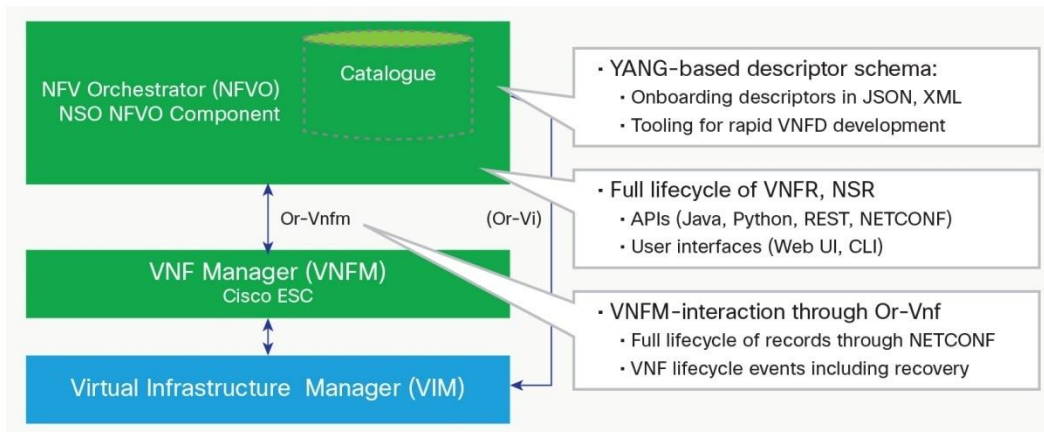 NFV Orchestrator (NFVO)
NSO NFVO Component
Catalogue
Or-Vnfm
(Or-Vi)
VNF Manager (VNFM)
Cisco ESC
Virtual Infrastructure Manager (VIM)
· YANG-based descriptor schema:
· Onboarding descriptors in JSON, XML
· Tooling for rapid VNFD development
· Full lifecycle of VNFR, NSR
· APIs (Java, Python, REST, NETCONF)
· User interfaces (Web UI, CLI)
· VNFM-interaction through Or-Vnf
· Full lifecycle of records through NETCONF
· VNF lifecycle events including recovery